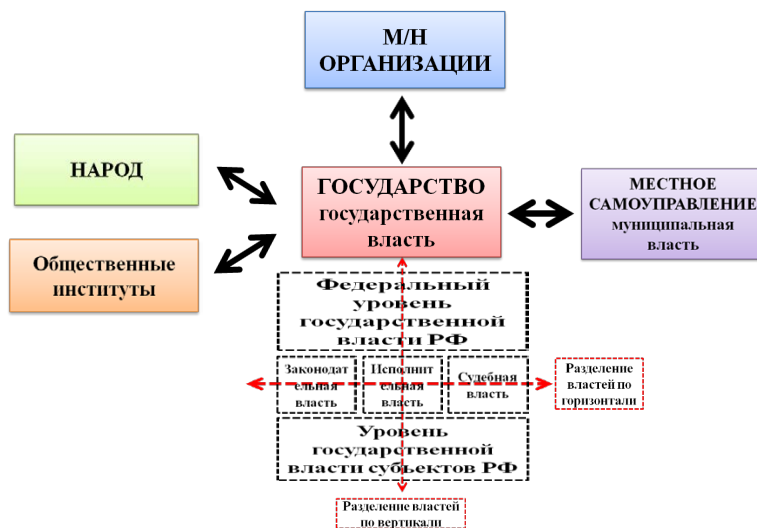 М/Н
ОРГАНИЗАЦИИ
НАРОД
ГОСУДАРСТВО
государственная
власть
МЕСТНОЕ
САМОУПРАВЛЕНИЕ
муниципальная
власть
Общественные
институты
Федеральный
уровень
государственной
власти РФ
Законодат
ельная
власть
Исполнит
ельная
власть
Судебная
власть
Разделение
властей по
горизонтали
Уровень
государственной
власти субъектов РФ
Разделение властей
по вертикали